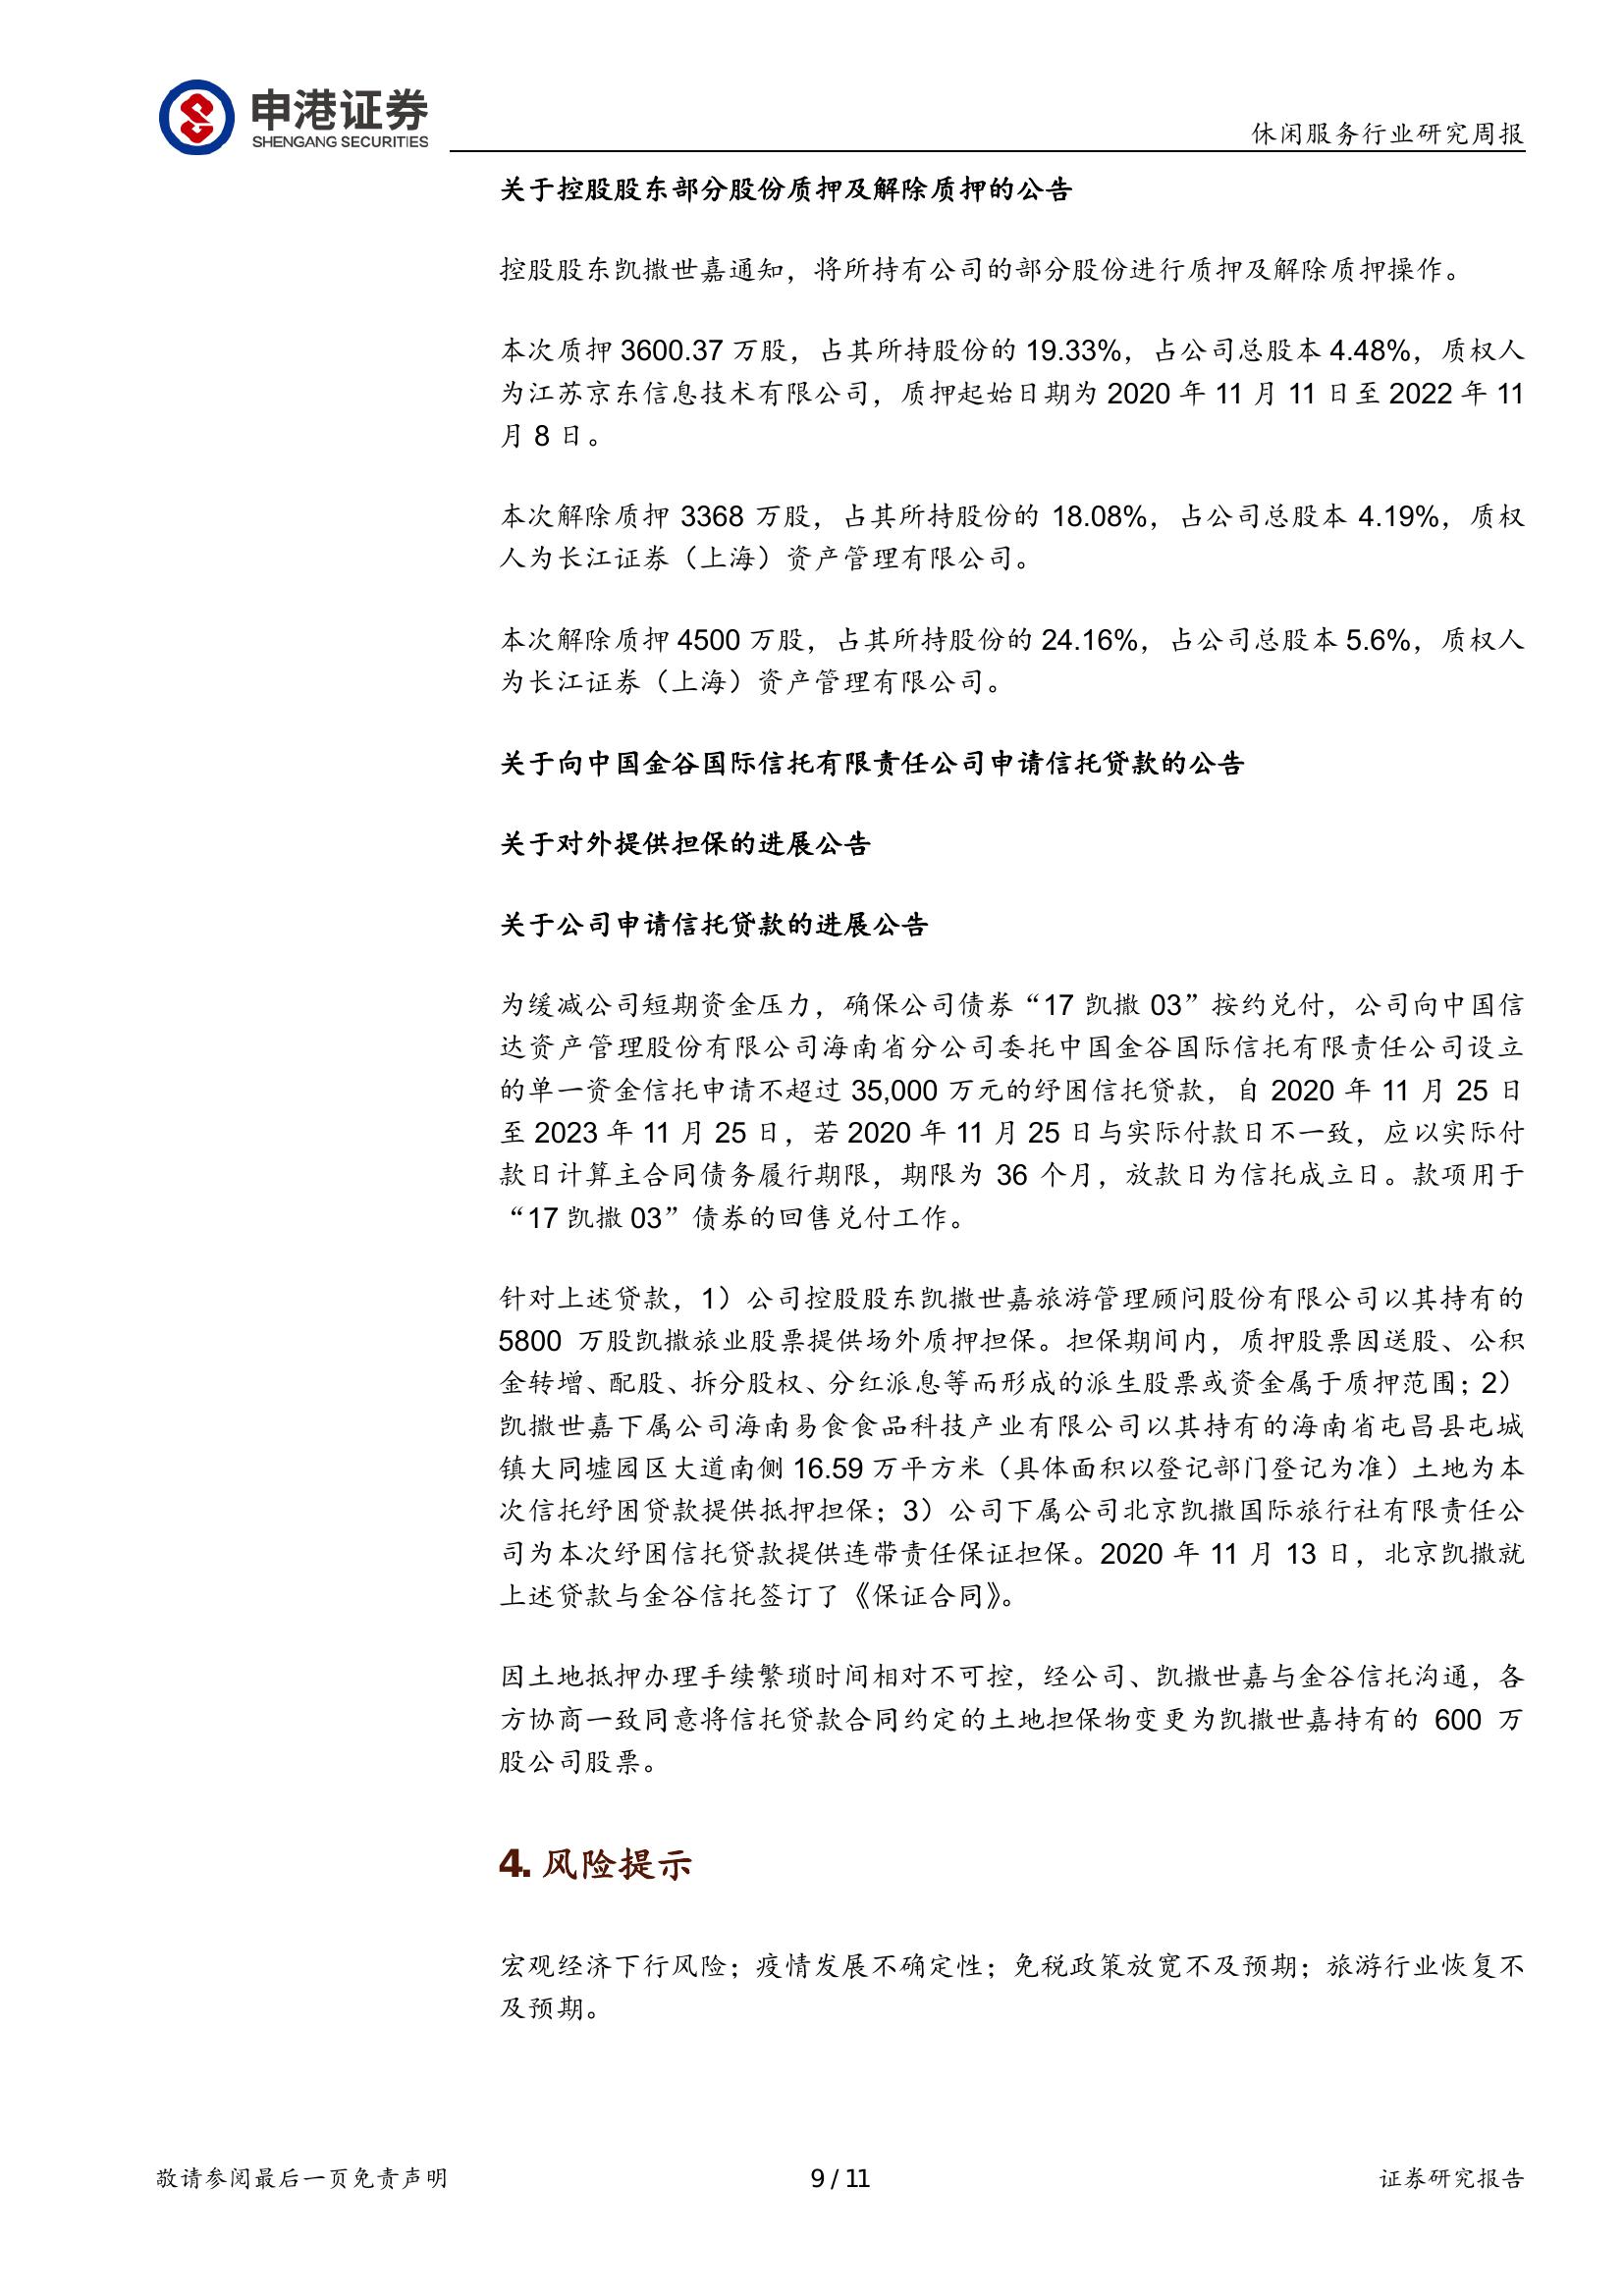 申港证券
SHENGANG SECURITIES
休闲服务行业研究周报
关于控股股东部分股份质押及解除质押的公告
控股股东凯撒世嘉通知，将所持有公司的部分股份进行质押及解除质押操作。
本次质押 3600.37 万股，占其所持股份的 19.33%，占公司总股本 4.48%，质权人
为江苏京东信息技术有限公司，质押起始日期为 2020 年 11 月 11 日至 2022 年 11
月 8 日。
本次解除质押 3368 万股，占其所持股份的 18.08%，占公司总股本 4.19%，质权
人为长江证券（上海）资产管理有限公司。
本次解除质押 4500 万股，占其所持股份的 24.16%，占公司总股本 5.6%，质权人
为长江证券（上海）资产管理有限公司。
关于向中国金谷国际信托有限责任公司申请信托贷款的公告
关于对外提供担保的进展公告
关于公司申请信托贷款的进展公告
为缓减公司短期资金压力，确保公司债券“17 凯撒 03”按约兑付，公司向中国信
达资产管理股份有限公司海南省分公司委托中国金谷国际信托有限责任公司设立
的单一资金信托申请不超过 35,000 万元的纾困信托贷款，自 2020 年 11 月 25 日
至 2023 年 11 月 25 日，若 2020 年 11 月 25 日与实际付款日不一致，应以实际付
款日计算主合同债务履行期限，期限为 36 个月，放款日为信托成立日。款项用于
“17 凯撒 03”债券的回售兑付工作。
针对上述贷款，1）公司控股股东凯撒世嘉旅游管理顾问股份有限公司以其持有的
5800 万股凯撒旅业股票提供场外质押担保。担保期间内，质押股票因送股、公积
金转增、配股、拆分股权、分红派息等而形成的派生股票或资金属于质押范围；2）
凯撒世嘉下属公司海南易食食品科技产业有限公司以其持有的海南省屯昌县屯城
镇大同墟园区大道南侧 16.59 万平方米（具体面积以登记部门登记为准）土地为本
次信托纾困贷款提供抵押担保；3）公司下属公司北京凯撒国际旅行社有限责任公
司为本次纾困信托贷款提供连带责任保证担保。2020 年 11 月 13 日，北京凯撒就
上述贷款与金谷信托签订了《保证合同》。
因土地抵押办理手续繁琐时间相对不可控，经公司、凯撒世嘉与金谷信托沟通，各
方协商一致同意将信托贷款合同约定的土地担保物变更为凯撒世嘉持有的 600 万
股公司股票。
4. 风险提示
宏观经济下行风险；疫情发展不确定性；免税政策放宽不及预期；旅游行业恢复不
及预期。
敬请参阅最后一页免责声明
9 / 11
证券研究报告